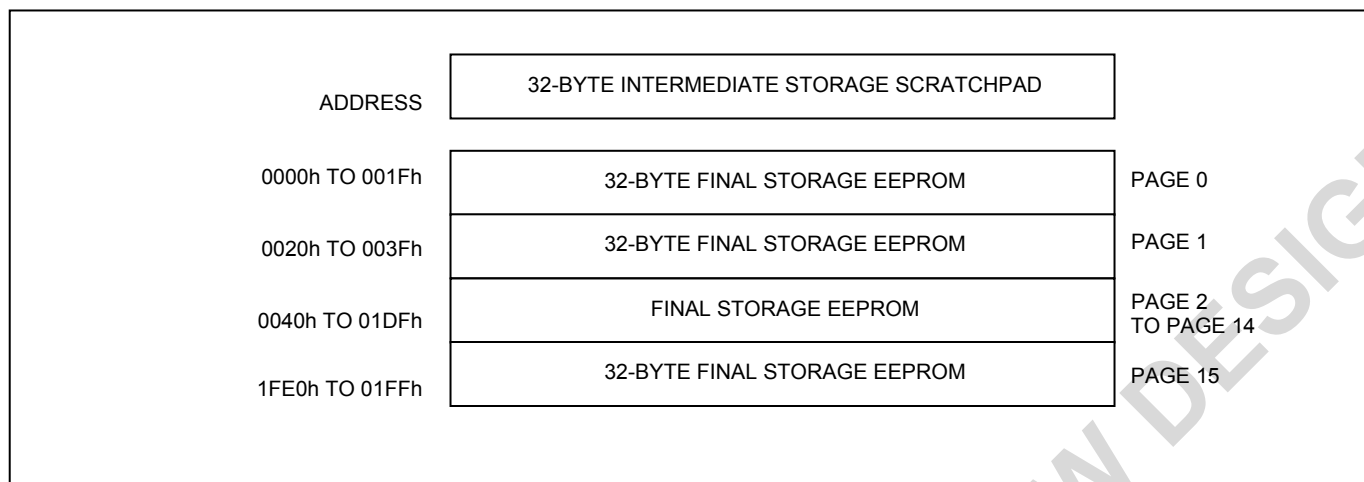 32-BYTE INTERMEDIATE STORAGE SCRATCHPAD
ADDRESS
0000h TO 001Fh
32-BYTE FINAL STORAGE EEPROM
PAGE 0
0020h TO 003Fh
32-BYTE FINAL STORAGE EEPROM
PAGE 1
0040h TO 01DFh
FINAL STORAGE EEPROM
PAGE 2
TO PAGE 14
1FE0h TO 01FFh
32-BYTE FINAL STORAGE EEPROM
PAGE 15